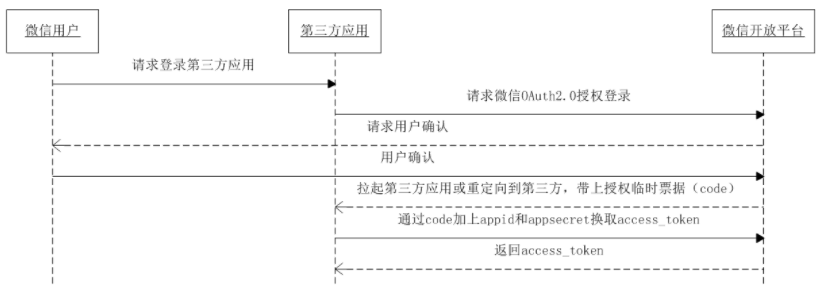 微信用户
第三方应用
微信开放平台
请求登录第三方应用
请求微信OAuth2.0授权登录
请求用户确认
用户确认
拉起第三方应用或重定向到第三方，带上授权临时票据（code）
通过code加上appid和appsecret换取access_token
返回access_token